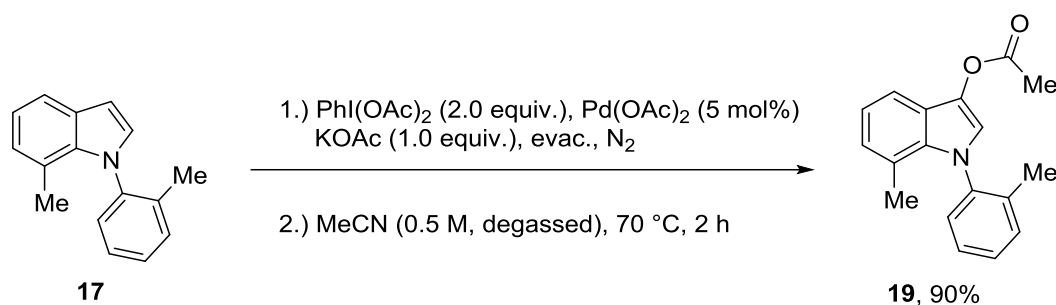 O
O
Me
1.) PhI(OAc)₂ (2.0 equiv.), Pd(OAc)₂ (5 mol%)
KOAc (1.0 equiv.), evac., N₂
N
Me
Me
N
Me
Me
2.) MeCN (0.5 M, degassed), 70 °C, 2 h
17
19, 90%